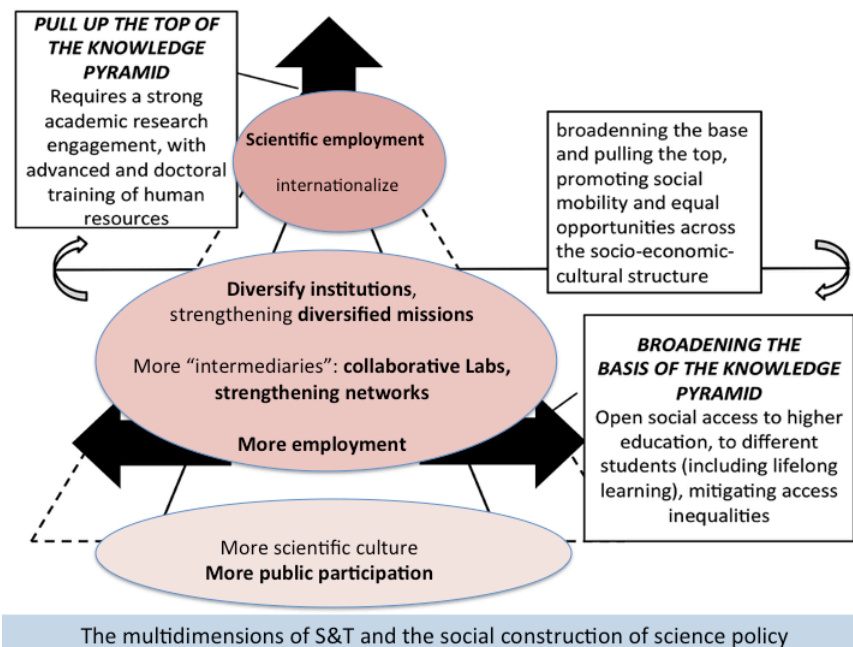 PULL UP THE TOP OF
THE KNOWLEDGE
PYRAMID
Requires a strong
academic research
engagement, with
advanced and doctoral
training of human
resources
Scientific employment
internationalize
broadenning the base
and pulling the top,
promoting social
mobility and equal
opportunities across
the socio-economic-
cultural structure
Diversify institutions,
strengthening diversified missions
More “intermediaries”: collaborative Labs,
strengthening networks
More employment
BROADENING THE
BASIS OF THE KNOWLEDGE
PYRAMID
Open social access to higher
education, to different
students (including lifelong
learning), mitigating access
inequalities
More scientific culture
More public participation
The multidimensions of S&T and the social construction of science policy